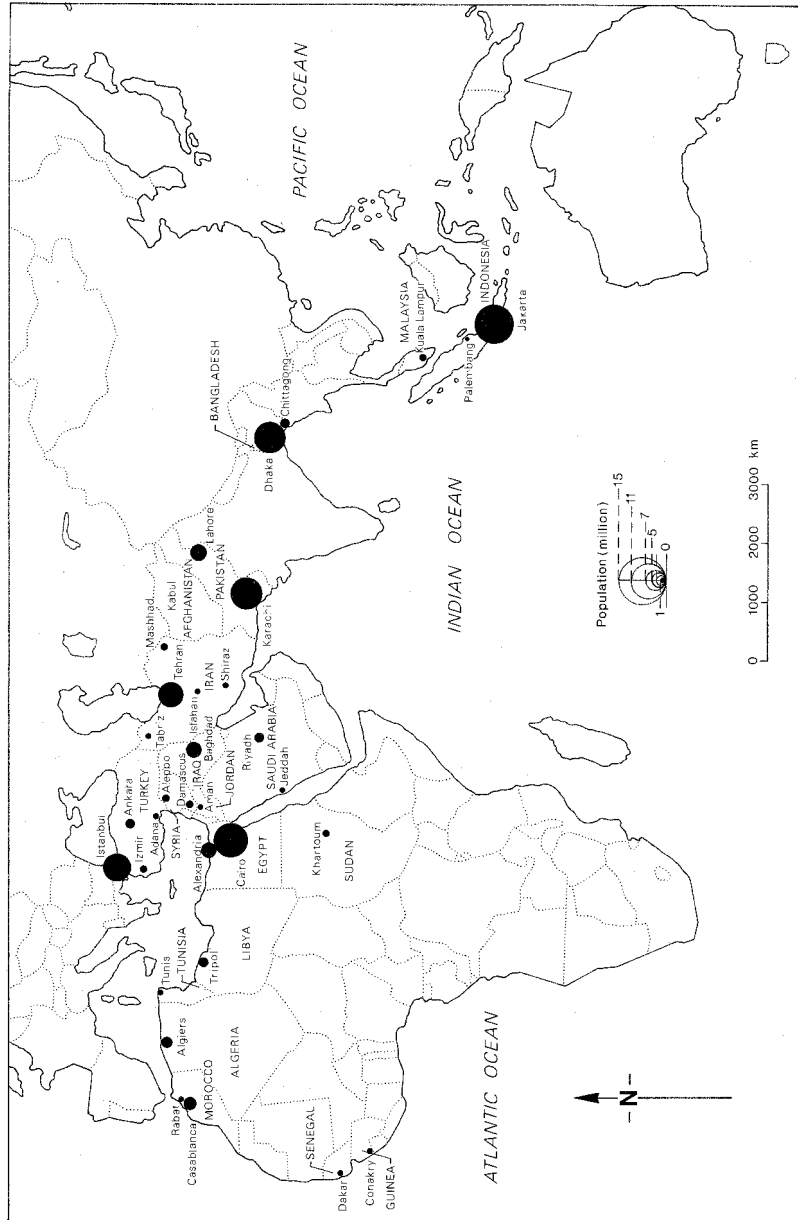 PACIFIC OCEAN
INDIAN OCEAN
ATLANTIC OCEAN
Istanbul
Izmir
Ankara
TURKEY
Adana
Aleppo
SYRIA
Damascus
IRAQ
Baghdad
Aman
JORDAN
Tabriz
Tehran
Mashhad
Isfahan
IRAN
Shiraz
Kabul
AFGHANISTAN
PAKISTAN
Lahore
Karachi
BANGLADESH
Dhaka
Chittagong
MALAYSIA
Kuala Lampur
Palembang
INDONESIA
Jakarta
Riyadh
SAUDI ARABIA
Jeddah
Alexandria
Cairo
EGYPT
Khartoum
SUDAN
Tunis
TUNISIA
Tripoli
LIBYA
Algiers
ALGERIA
Rabat
Casablanca
MOROCCO
SENEGAL
Dakar
Conakry
GUINEA
Population (million)
15
11
7
5
1
0
0 1000 2000 3000 km
N